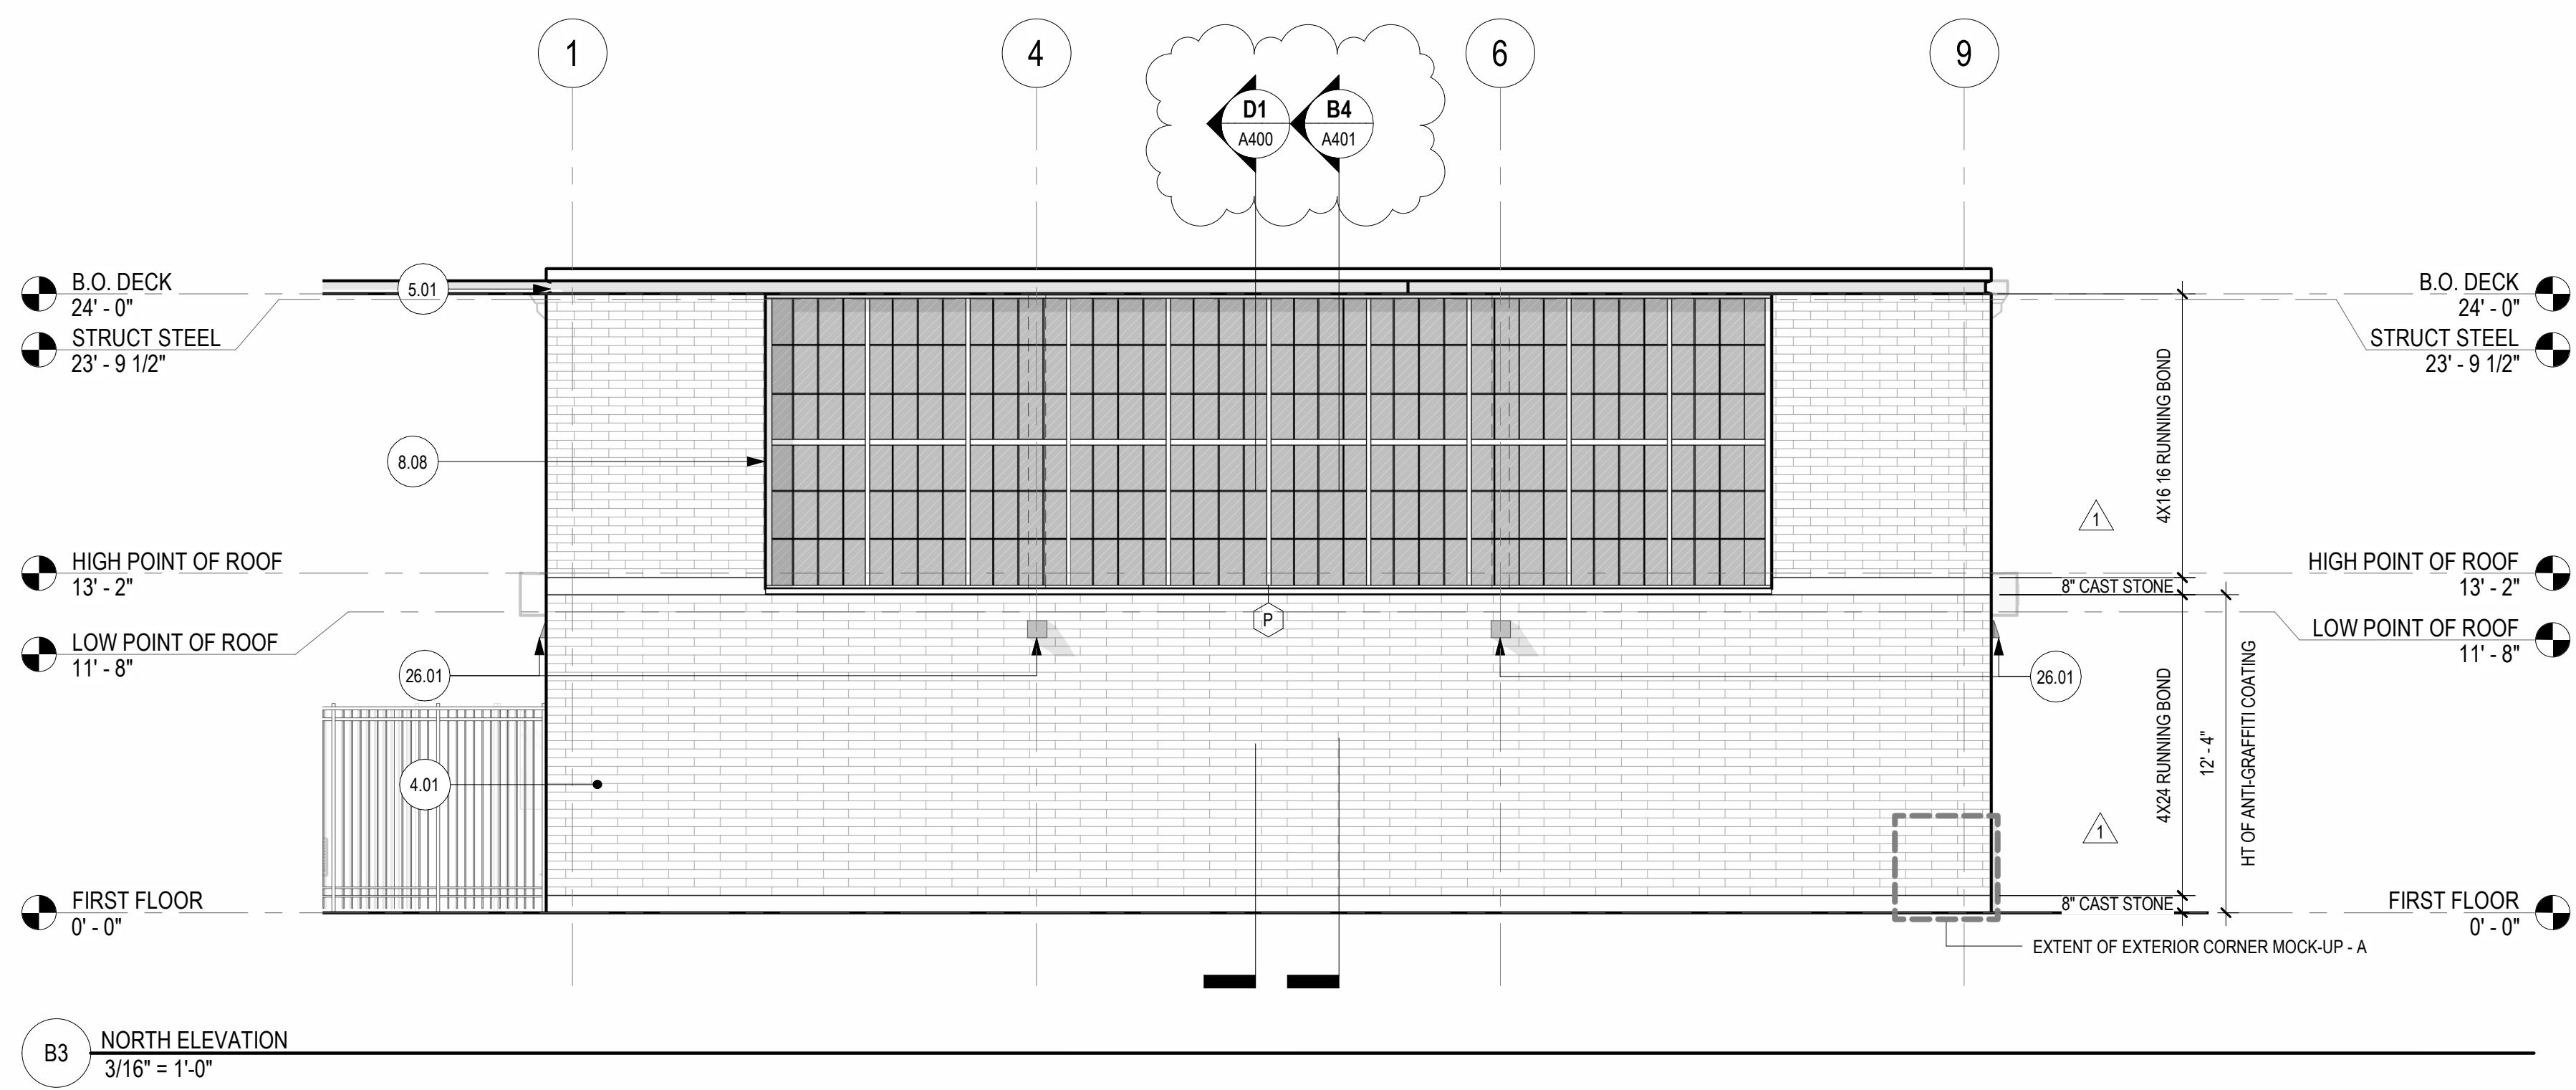 1
4
6
9
D1
A400
B4
A401
B.O. DECK
24' - 0"
STRUCT STEEL
23' - 9 1/2"
HIGH POINT OF ROOF
13' - 2"
LOW POINT OF ROOF
11' - 8"
FIRST FLOOR
0' - 0"
5.01
8.08
26.01
4.01
P
26.01
1
1
4X16 16 RUNNING BOND
8" CAST STONE
4X24 RUNNING BOND
12' - 4"
HT OF ANTI-GRAFFITI COATING
8" CAST STONE
EXTENT OF EXTERIOR CORNER MOCK-UP - A
B.O. DECK
24' - 0"
STRUCT STEEL
23' - 9 1/2"
HIGH POINT OF ROOF
13' - 2"
LOW POINT OF ROOF
11' - 8"
FIRST FLOOR
0' - 0"
B3
NORTH ELEVATION
3/16" = 1'-0"